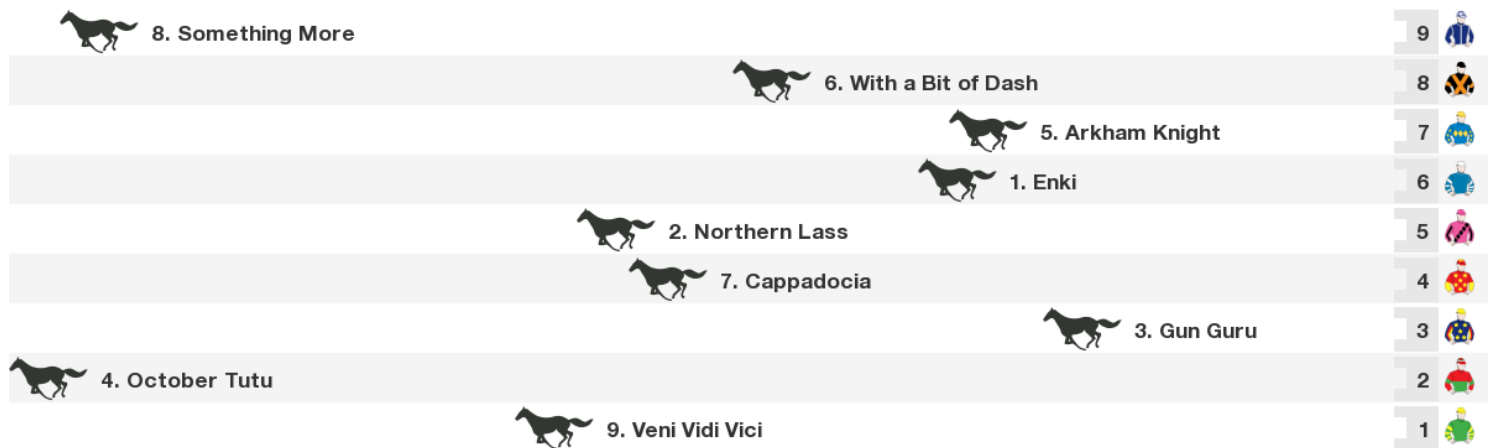 8. Something More 9
6. With a Bit of Dash 8
5. Arkham Knight 7
1. Enki 6
2. Northern Lass 5
7. Cappadocia 4
3. Gun Guru 3
4. October Tutu 2
9. Veni Vidi Vici 1